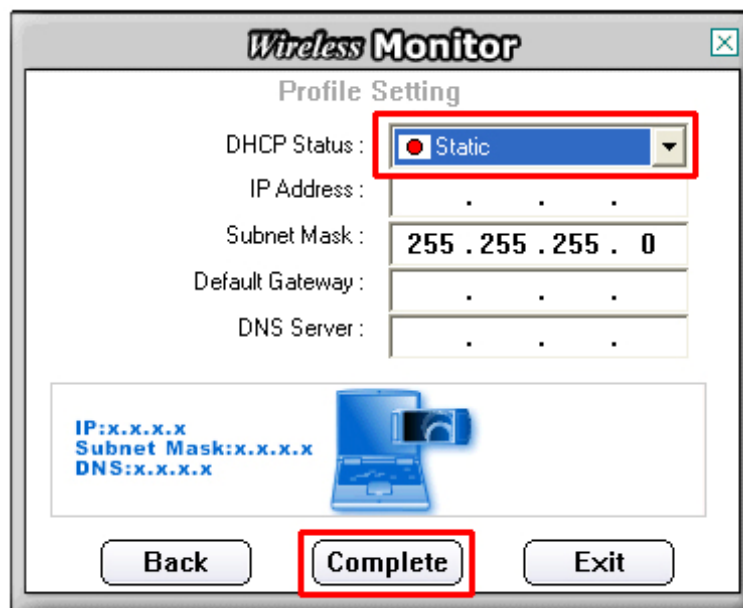 Wireless Monitor
Profile Setting
DHCP Status : Static
IP Address : . . .
Subnet Mask : 255 . 255 . 255 . 0
Default Gateway : . . .
DNS Server : . . .
IP:x.x.x.x
Subnet Mask:x.x.x.x
DNS:x.x.x.x
Back Complete Exit